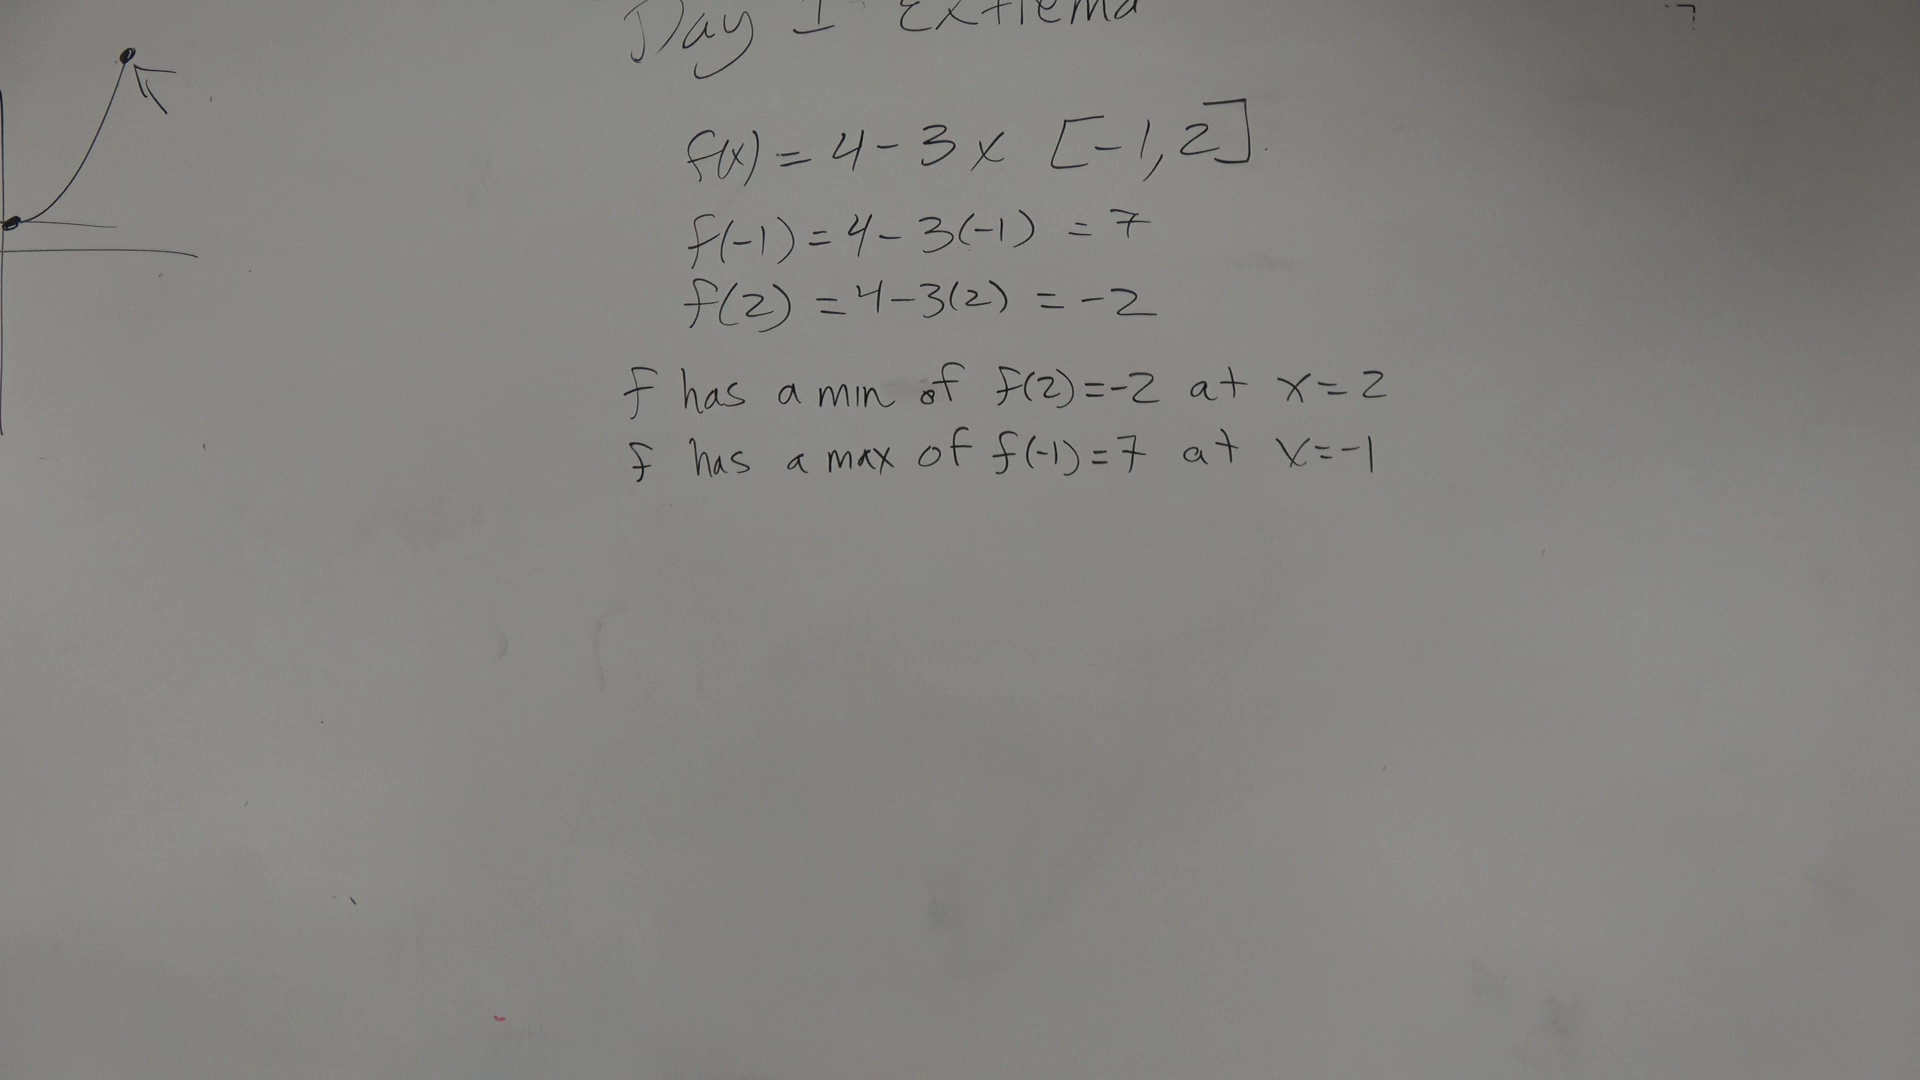 Day 1 Extrema
f(x) = 4 - 3x [-1, 2]
f(-1) = 4 - 3(-1) = 7
f(2) = 4 - 3(2) = -2
f has a min of f(2) = -2 at x = 2
f has a max of f(-1) = 7 at x = -1